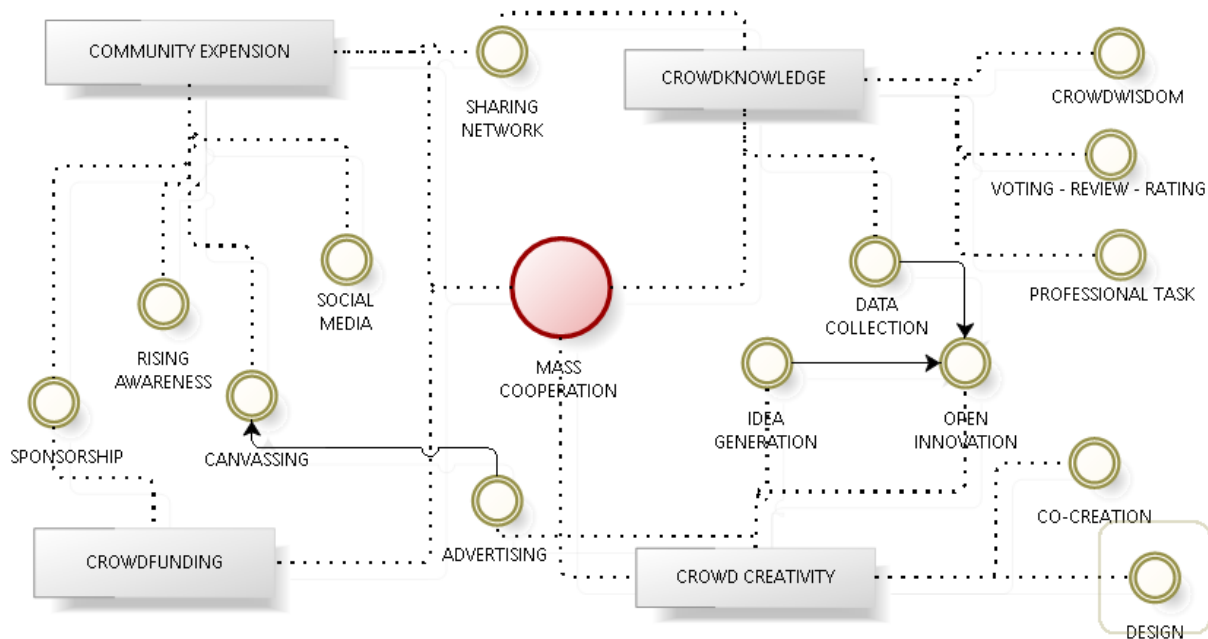 COMMUNITY EXPENSION
SHARING
NETWORK
CROWDKNOWLEDGE
CROWDWISDOM
VOTING - REVIEW - RATING
PROFESSIONAL TASK
SOCIAL
MEDIA
DATA
COLLECTION
RISING
AWARENESS
MASS
COOPERATION
IDEA
GENERATION
OPEN
INNOVATION
SPONSORSHIP
CANVASSING
CO-CREATION
ADVERTISING
CROWDFUNDING
CROWD CREATIVITY
DESIGN